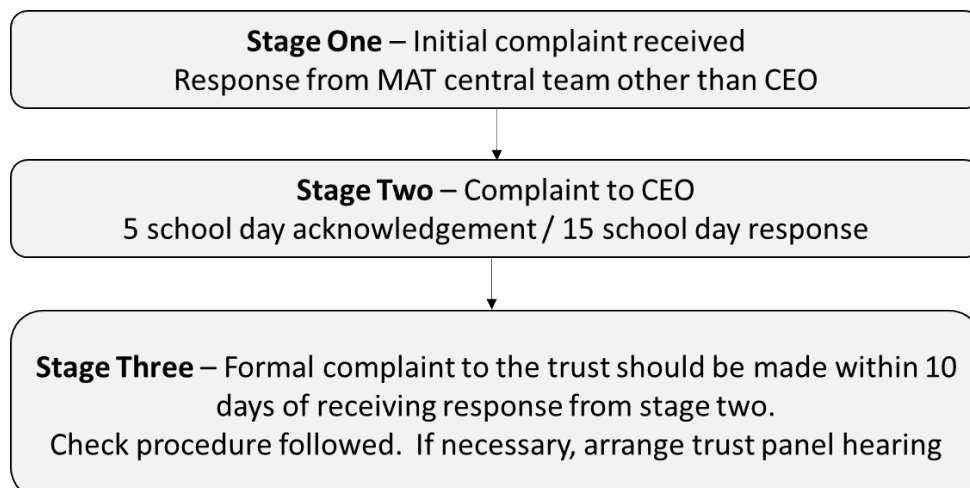 Stage One – Initial complaint received
Response from MAT central team other than CEO
Stage Two – Complaint to CEO
5 school day acknowledgement / 15 school day response
Stage Three – Formal complaint to the trust should be made within 10
days of receiving response from stage two.
Check procedure followed.  If necessary, arrange trust panel hearing